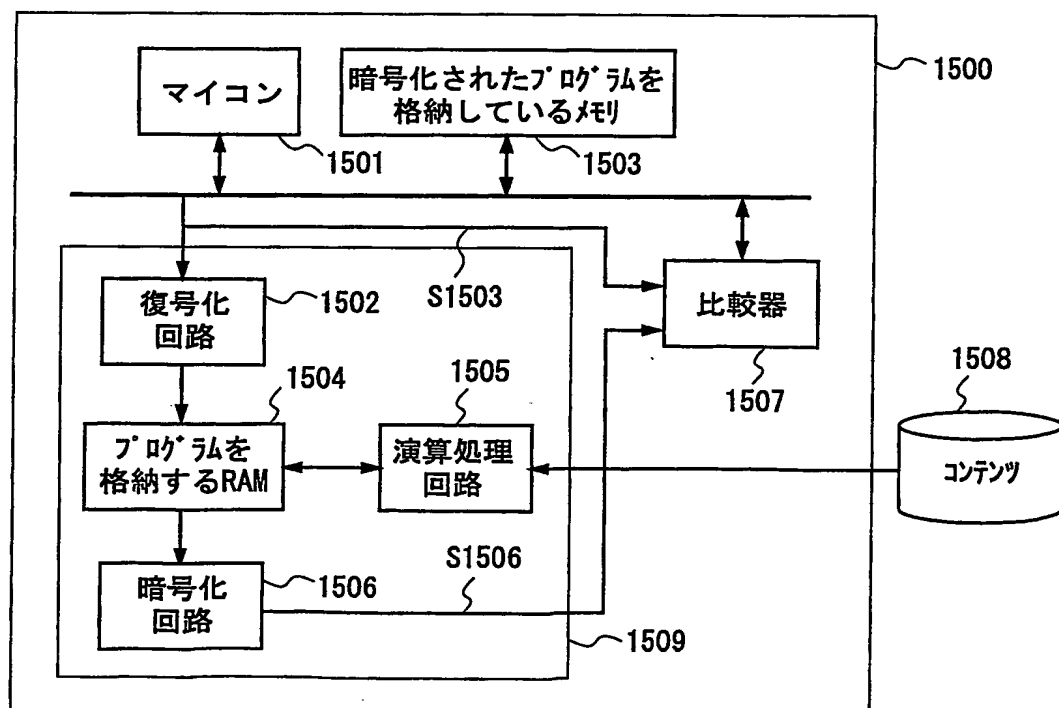 1500
マイコン
1501
暗号化されたプログラムを
格納しているメモリ
1503
S1503
復号化
回路
1502
比較器
1507
1504
プログラムを
格納するRAM
1505
演算処理
回路
1508
コンテンツ
暗号化
回路
1506
S1506
1509